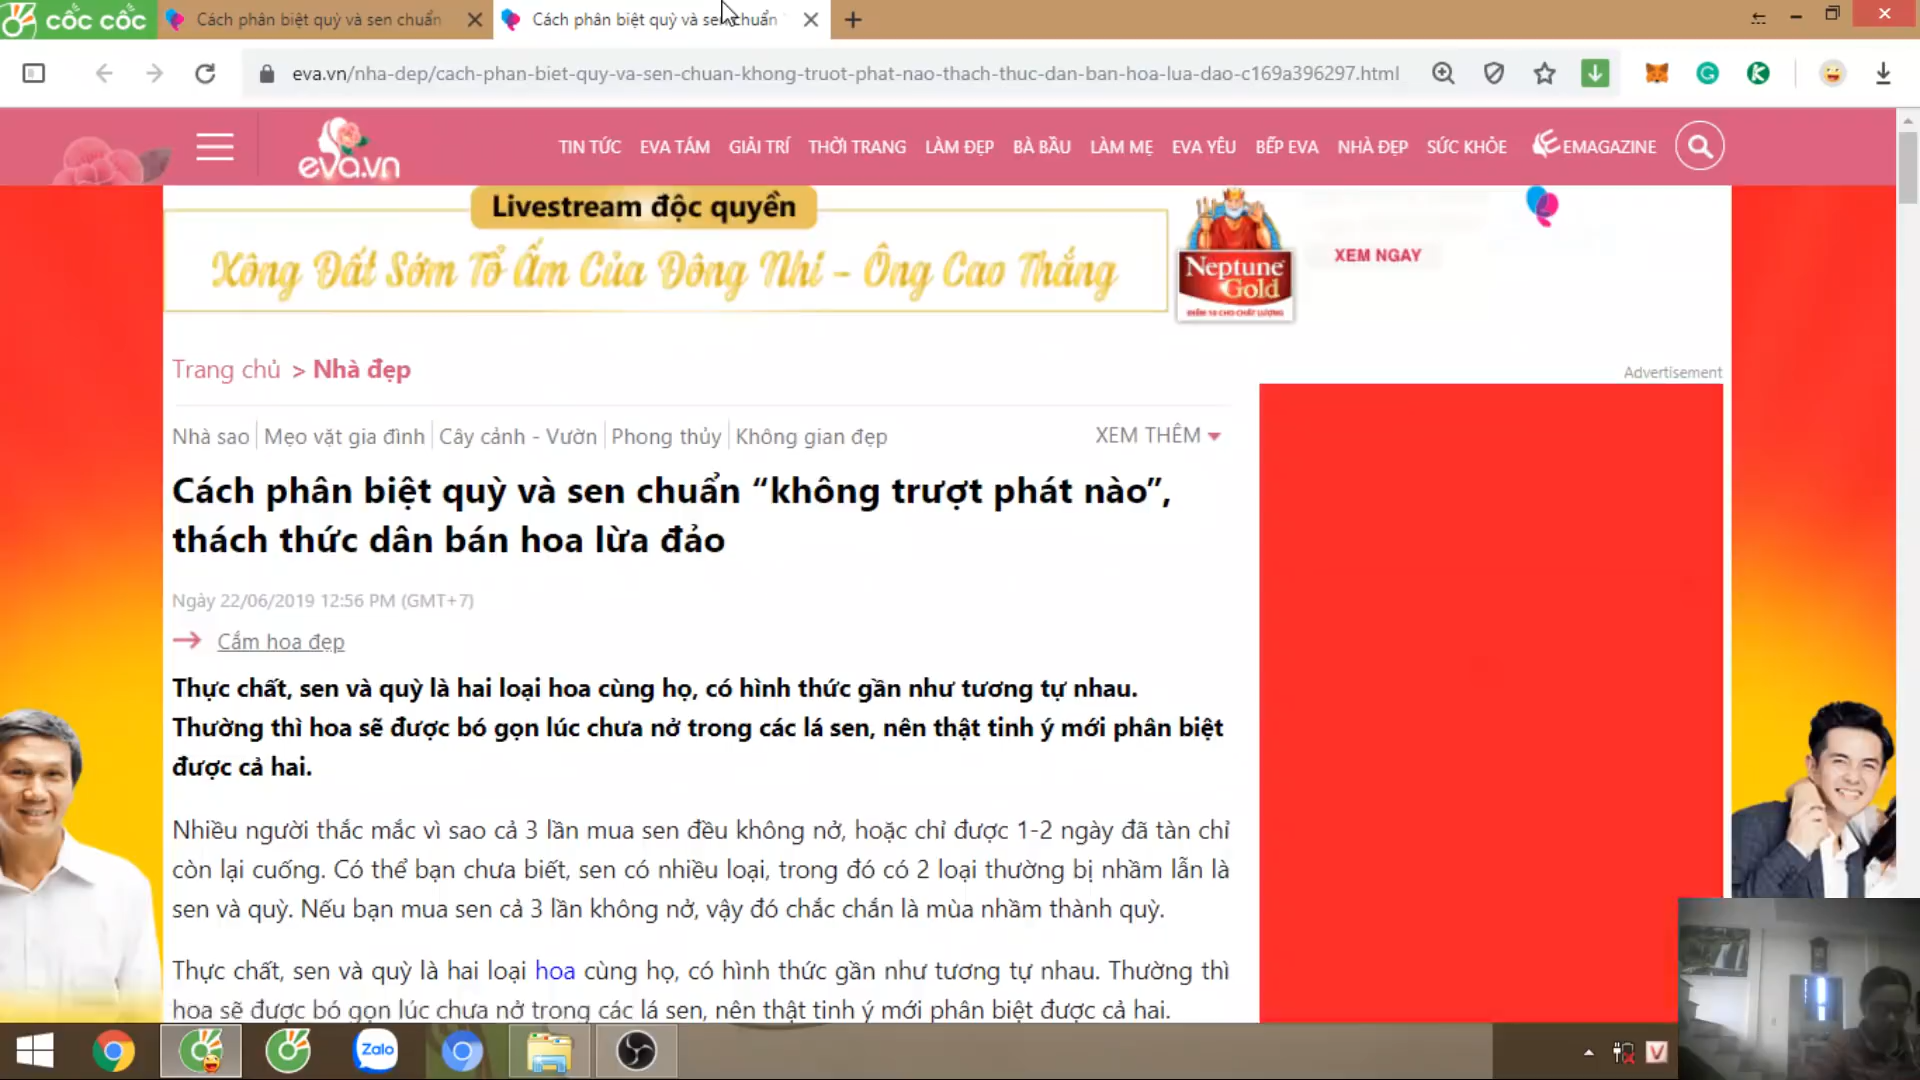 cốc cốc
Cách phân biệt quỳ và sen chuẩn
Cách phân biệt quỳ và sen chuẩn
eva.vn/nha-dep/cach-phan-biet-quy-va-sen-chuan-khong-truot-phat-nao-thach-thuc-dan-ban-hoa-lua-dao-c169a396297.html
eva.vn
TIN TỨC EVA TÁM GIẢI TRÍ THỜI TRANG LÀM ĐẸP BÀ BẦU LÀM MẸ EVA YÊU BẾP EVA NHÀ ĐẸP SỨC KHỎE EMAGAZINE
Livestream độc quyền
Xông Đất Sớm Tổ Ấm Của Đông Nhi – Ông Cao Thắng
Neptune
Gold
ĐIỂM 10 CHO CHẤT LƯỢNG
XEM NGAY
Trang chủ > Nhà đẹp
Advertisement
Nhà sao Mẹo vặt gia đình Cây cảnh - Vườn Phong thủy Không gian đẹp
XEM THÊM
Cách phân biệt quỳ và sen chuẩn “không trượt phát nào”,
thách thức dân bán hoa lừa đảo
Ngày 22/06/2019 12:56 PM (GMT+7)
Cắm hoa đẹp
Thực chất, sen và quỳ là hai loại hoa cùng họ, có hình thức gần như tương tự nhau.
Thường thì hoa sẽ được bó gọn lúc chưa nở trong các lá sen, nên thật tinh ý mới phân biệt
được cả hai.
Nhiều người thắc mắc vì sao cả 3 lần mua sen đều không nở, hoặc chỉ được 1-2 ngày đã tàn chỉ
còn lại cuống. Có thể bạn chưa biết, sen có nhiều loại, trong đó có 2 loại thường bị nhầm lẫn là
sen và quỳ. Nếu bạn mua sen cả 3 lần không nở, vậy đó chắc chắn là mùa nhầm thành quỳ.
Thực chất, sen và quỳ là hai loại hoa cùng họ, có hình thức gần như tương tự nhau. Thường thì
hoa sẽ được bó gọn lúc chưa nở trong các lá sen, nên thật tinh ý mới phân biệt được cả hai.
Zalo
V